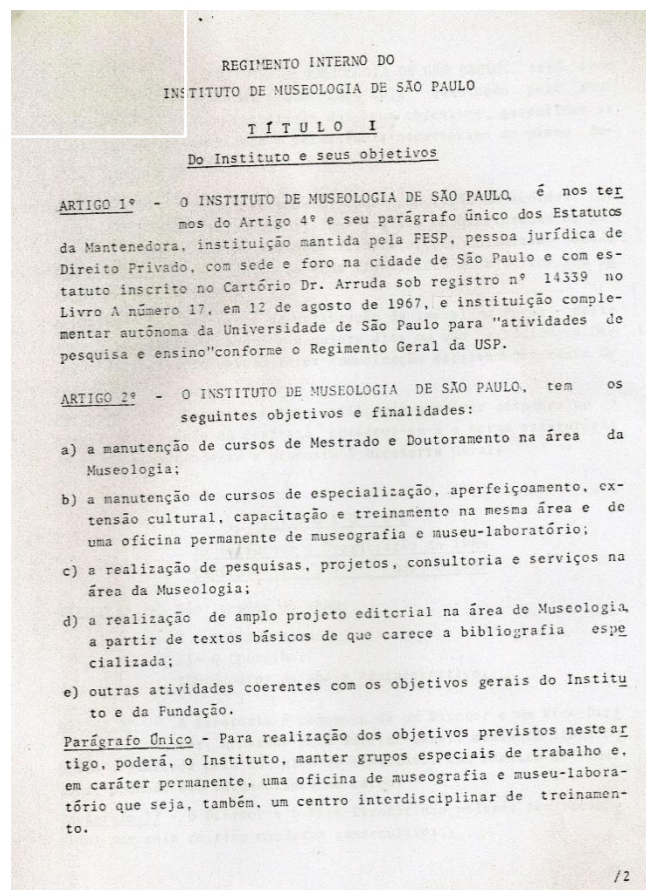 REGIMENTO INTERNO DO
INSTITUTO DE MUSEOLOGIA DE SÃO PAULO
TÍTULO I
Do Instituto e seus objetivos
ARTIGO 1º - O INSTITUTO DE MUSEOLOGIA DE SÃO PAULO, é nos ter
mos do Artigo 4º e seu parágrafo único dos Estatutos
da Mantenedora, instituição mantida pela FESP, pessoa jurídica de
Direito Privado, com sede e foro na cidade de São Paulo e com es-
tatuto inscrito no Cartório Dr. Arruda sob registro nº 14339 no
Livro A número 17, em 12 de agosto de 1967, e instituição comple-
mentar autônoma da Universidade de São Paulo para "atividades de
pesquisa e ensino"conforme o Regimento Geral da USP.
ARTIGO 2º - O INSTITUTO DE MUSEOLOGIA DE SÃO PAULO, tem os
seguintes objetivos e finalidades:
a) a manutenção de cursos de Mestrado e Doutoramento na área da
Museologia;
b) a manutenção de cursos de especialização, aperfeiçoamento, ex-
tensão cultural, capacitação e treinamento na mesma área e de
uma oficina permanente de museografia e museu-laboratório;
c) a realização de pesquisas, projetos, consultoria e serviços na
área da Museologia;
d) a realização de amplo projeto editorial na área de Museologia,
a partir de textos básicos de que carece a bibliografia espe
cializada;
e) outras atividades coerentes com os objetivos gerais do Institu
to e da Fundação.
Parágrafo Único - Para realização dos objetivos previstos neste ar
tigo, poderá, o Instituto, manter grupos especiais de trabalho e,
em caráter permanente, uma oficina de museografia e museu-labora-
tório que seja, também, um centro interdisciplinar de treinamen-
to.
/2